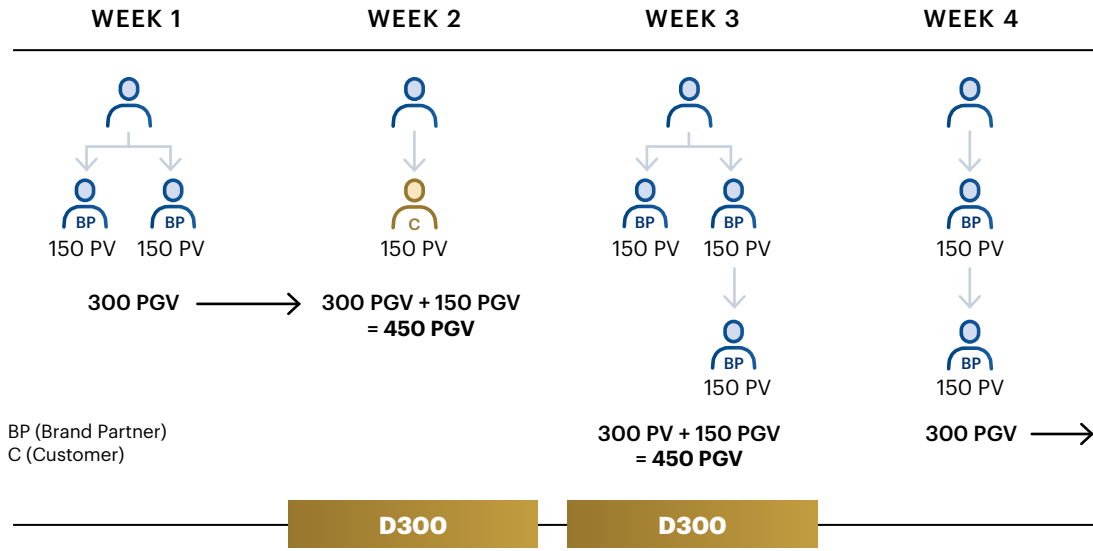 WEEK 1
WEEK 2
WEEK 3
WEEK 4
BP
BP
150 PV
150 PV
300 PGV
C
150 PV
300 PGV + 150 PGV
= 450 PGV
BP
BP
150 PV
150 PV
BP
150 PV
300 PV + 150 PGV
= 450 PGV
BP
150 PV
BP
150 PV
300 PGV
BP (Brand Partner)
C (Customer)
D300
D300